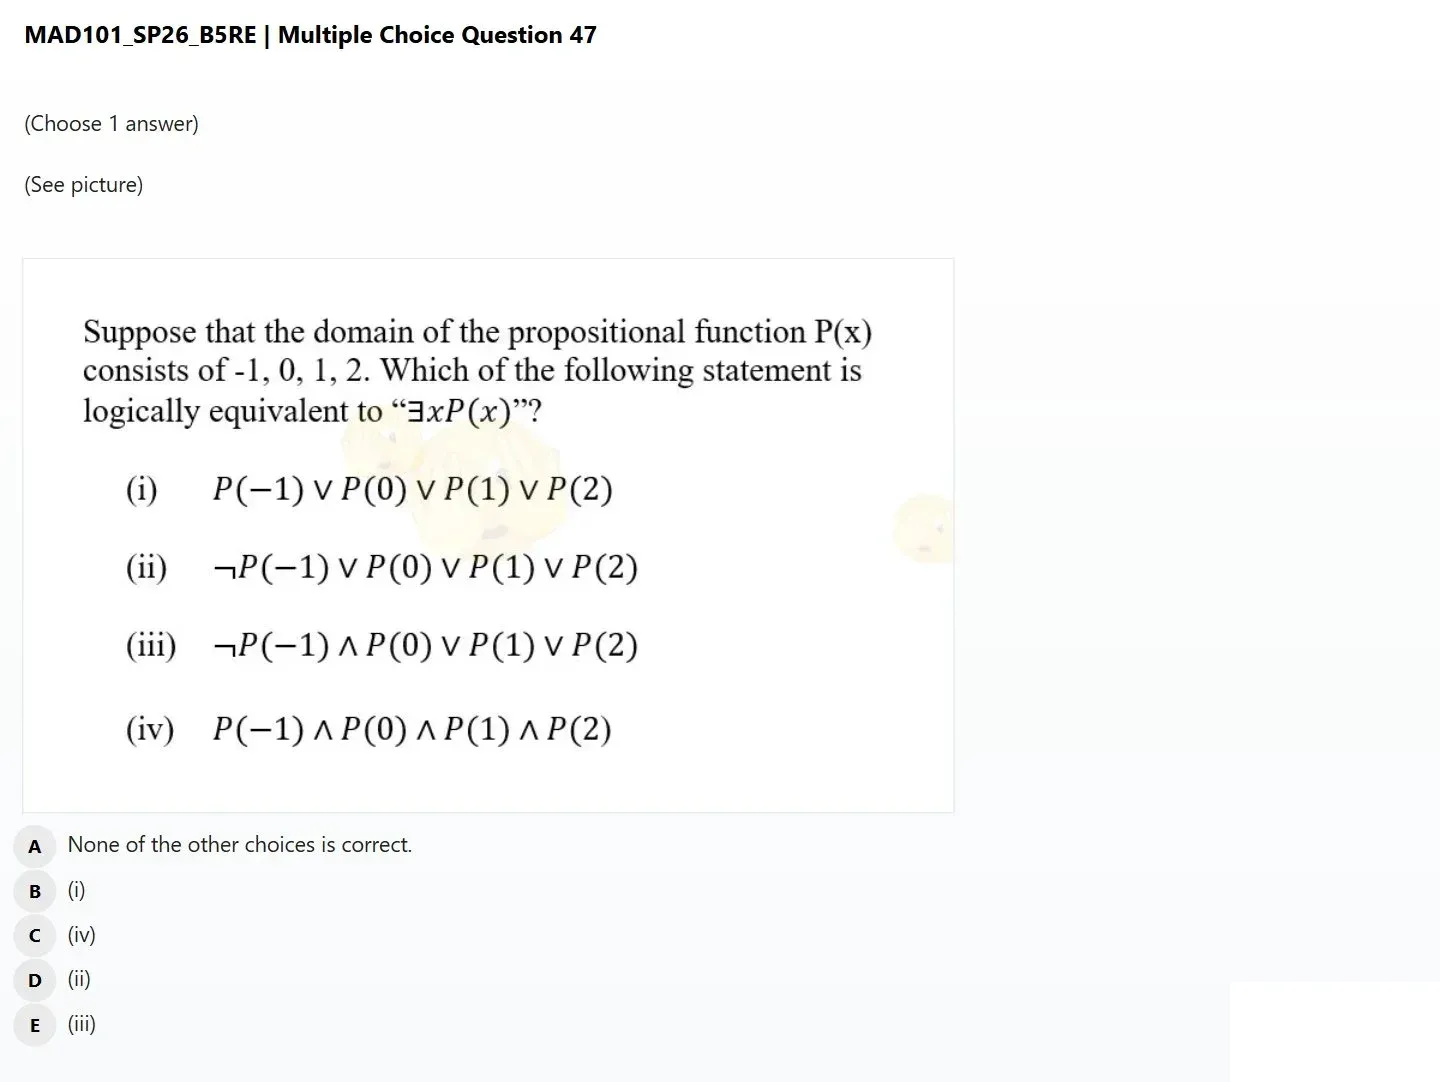 MAD101_SP26_B5RE | Multiple Choice Question 47
(Choose 1 answer)
(See picture)
Suppose that the domain of the propositional function P(x)
consists of -1, 0, 1, 2. Which of the following statement is
logically equivalent to “∃xP(x)”?
(i) P(−1) ∨ P(0) ∨ P(1) ∨ P(2)
(ii) ¬P(−1) ∨ P(0) ∨ P(1) ∨ P(2)
(iii) ¬P(−1) ∧ P(0) ∨ P(1) ∨ P(2)
(iv) P(−1) ∧ P(0) ∧ P(1) ∧ P(2)
A None of the other choices is correct.
B (i)
C (iv)
D (ii)
E (iii)